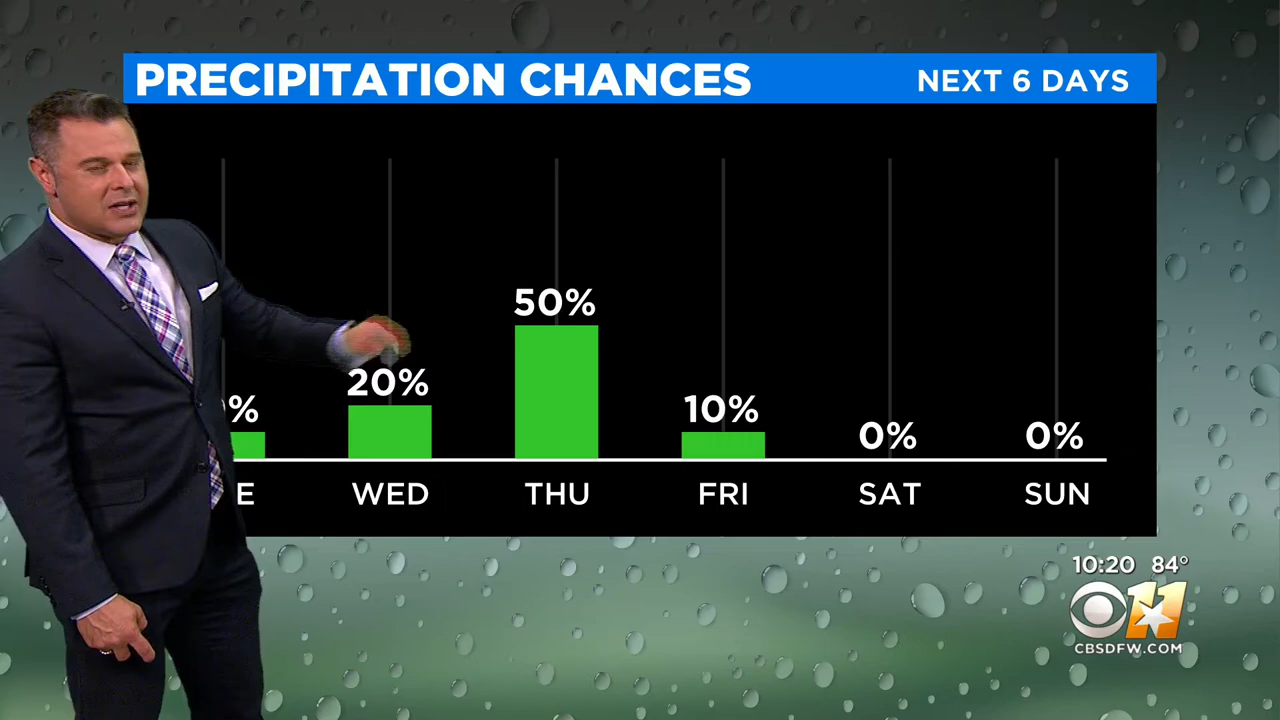 PRECIPITATION CHANCES
NEXT 6 DAYS
% 20% 50% 10% 0% 0%
E WED THU FRI SAT SUN
10:20 84°
11
CBSDFW.COM